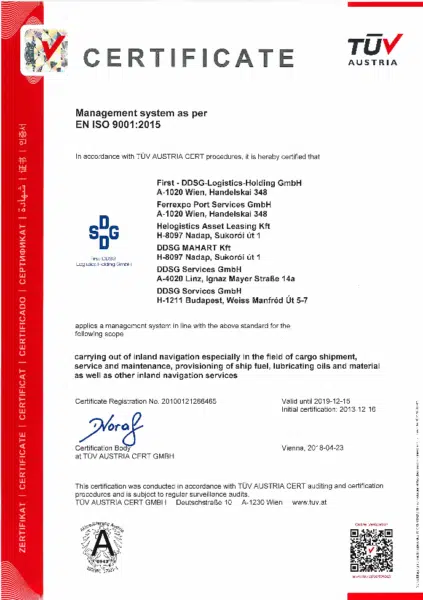 CERTIFICATE
TÜV
AUSTRIA
Management system as per
EN ISO 9001:2015
In accordance with TÜV AUSTRIA CERT procedures, it is hereby certified that
First - DDSG-Logistics-Holding GmbH
A-1020 Wien, Handelskai 348
Ferrexpo Port Services GmbH
A-1020 Wien, Handelskai 348
Helogistics Asset Leasing Kft
H-8097 Nadap, Sukorói út 1
DDSG MAHART Kft
H-8097 Nadap, Sukorói út 1
DDSG Services GmbH
A-4020 Linz, Ignaz Mayer Straße 14a
DDSG Services GmbH
H-1211 Budapest, Weiss Manfréd Út 5-7
DDSG
First DDSG
Logistics Holding GmbH
applies a management system in line with the above standard for the
following scope
carrying out of inland navigation especially in the field of cargo shipment,
service and maintenance, provisioning of ship fuel, lubricating oils and material
as well as other inland navigation services
Certificate Registration No. 20100121266465
Valid until 2019-12-15
Initial certification: 2013-12-16
Certification Body
at TÜV AUSTRIA CERT GMBH
Vienna, 2018-04-23
This certification was conducted in accordance with TÜV AUSTRIA CERT auditing and certification
procedures and is subject to regular surveillance audits.
TÜV AUSTRIA CERT GMBH Deutschstraße 10 A-1230 Wien www.tuv.at
A
ZERTIFIKAT | CERTIFICATE | CERTIFICAT | CERTIFICADO | СЕРТИФИКАТ | شهادة | 证书 | 인증서